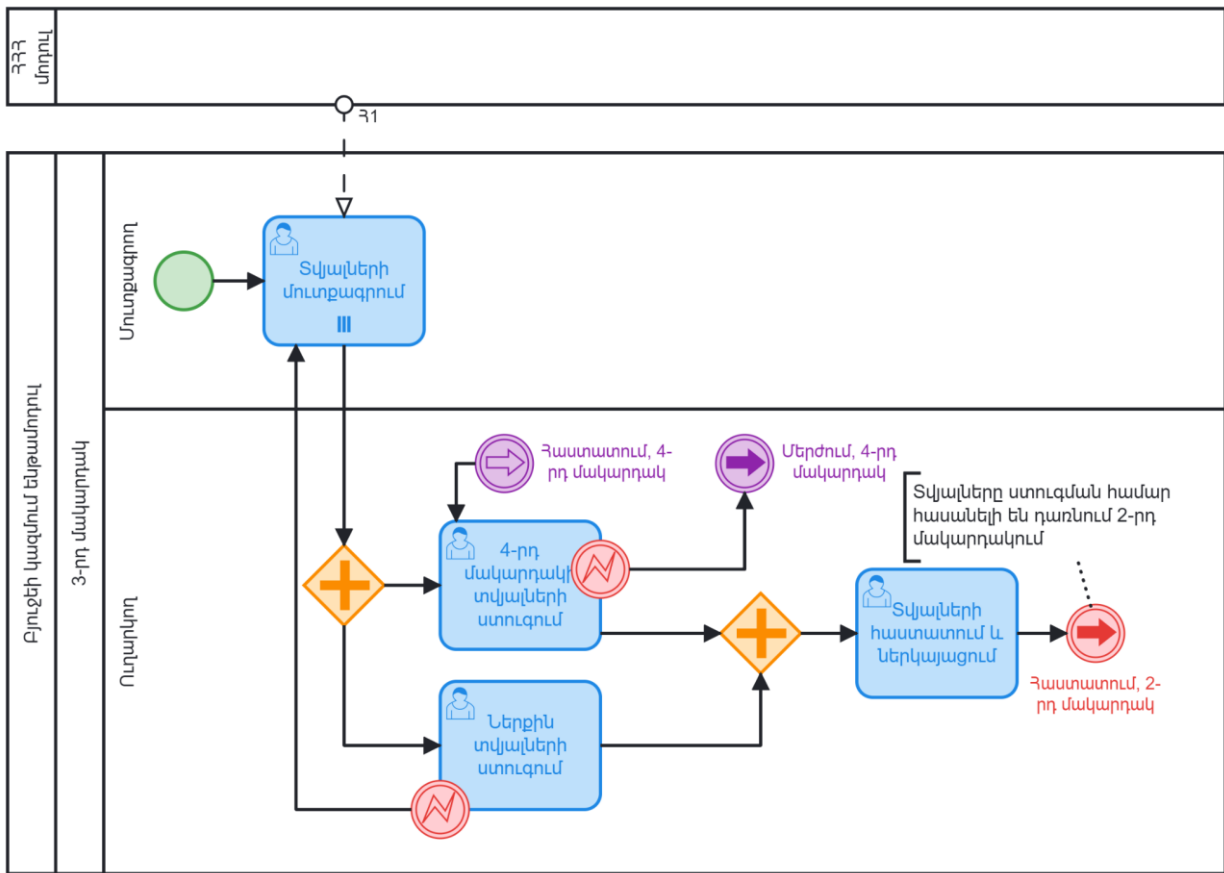 ՀՀՀ
մոդուլ
Հ1
Բյուջեի կազմում ենթամոդուլ
3-րդ մակարդակ
Մուտքագրող
Տվյալների
մուտքագրում
Ուղարկող
Հաստատում, 4-
րդ մակարդակ
Մերժում, 4-րդ
մակարդակ
Տվյալները ստուգման համար
հասանելի են դառնում 2-րդ
մակարդակում
4-րդ
մակարդակի
տվյալների
ստուգում
Տվյալների
հաստատում և
ներկայացում
Հաստատում, 2-
րդ մակարդակ
Ներքին
տվյալների
ստուգում